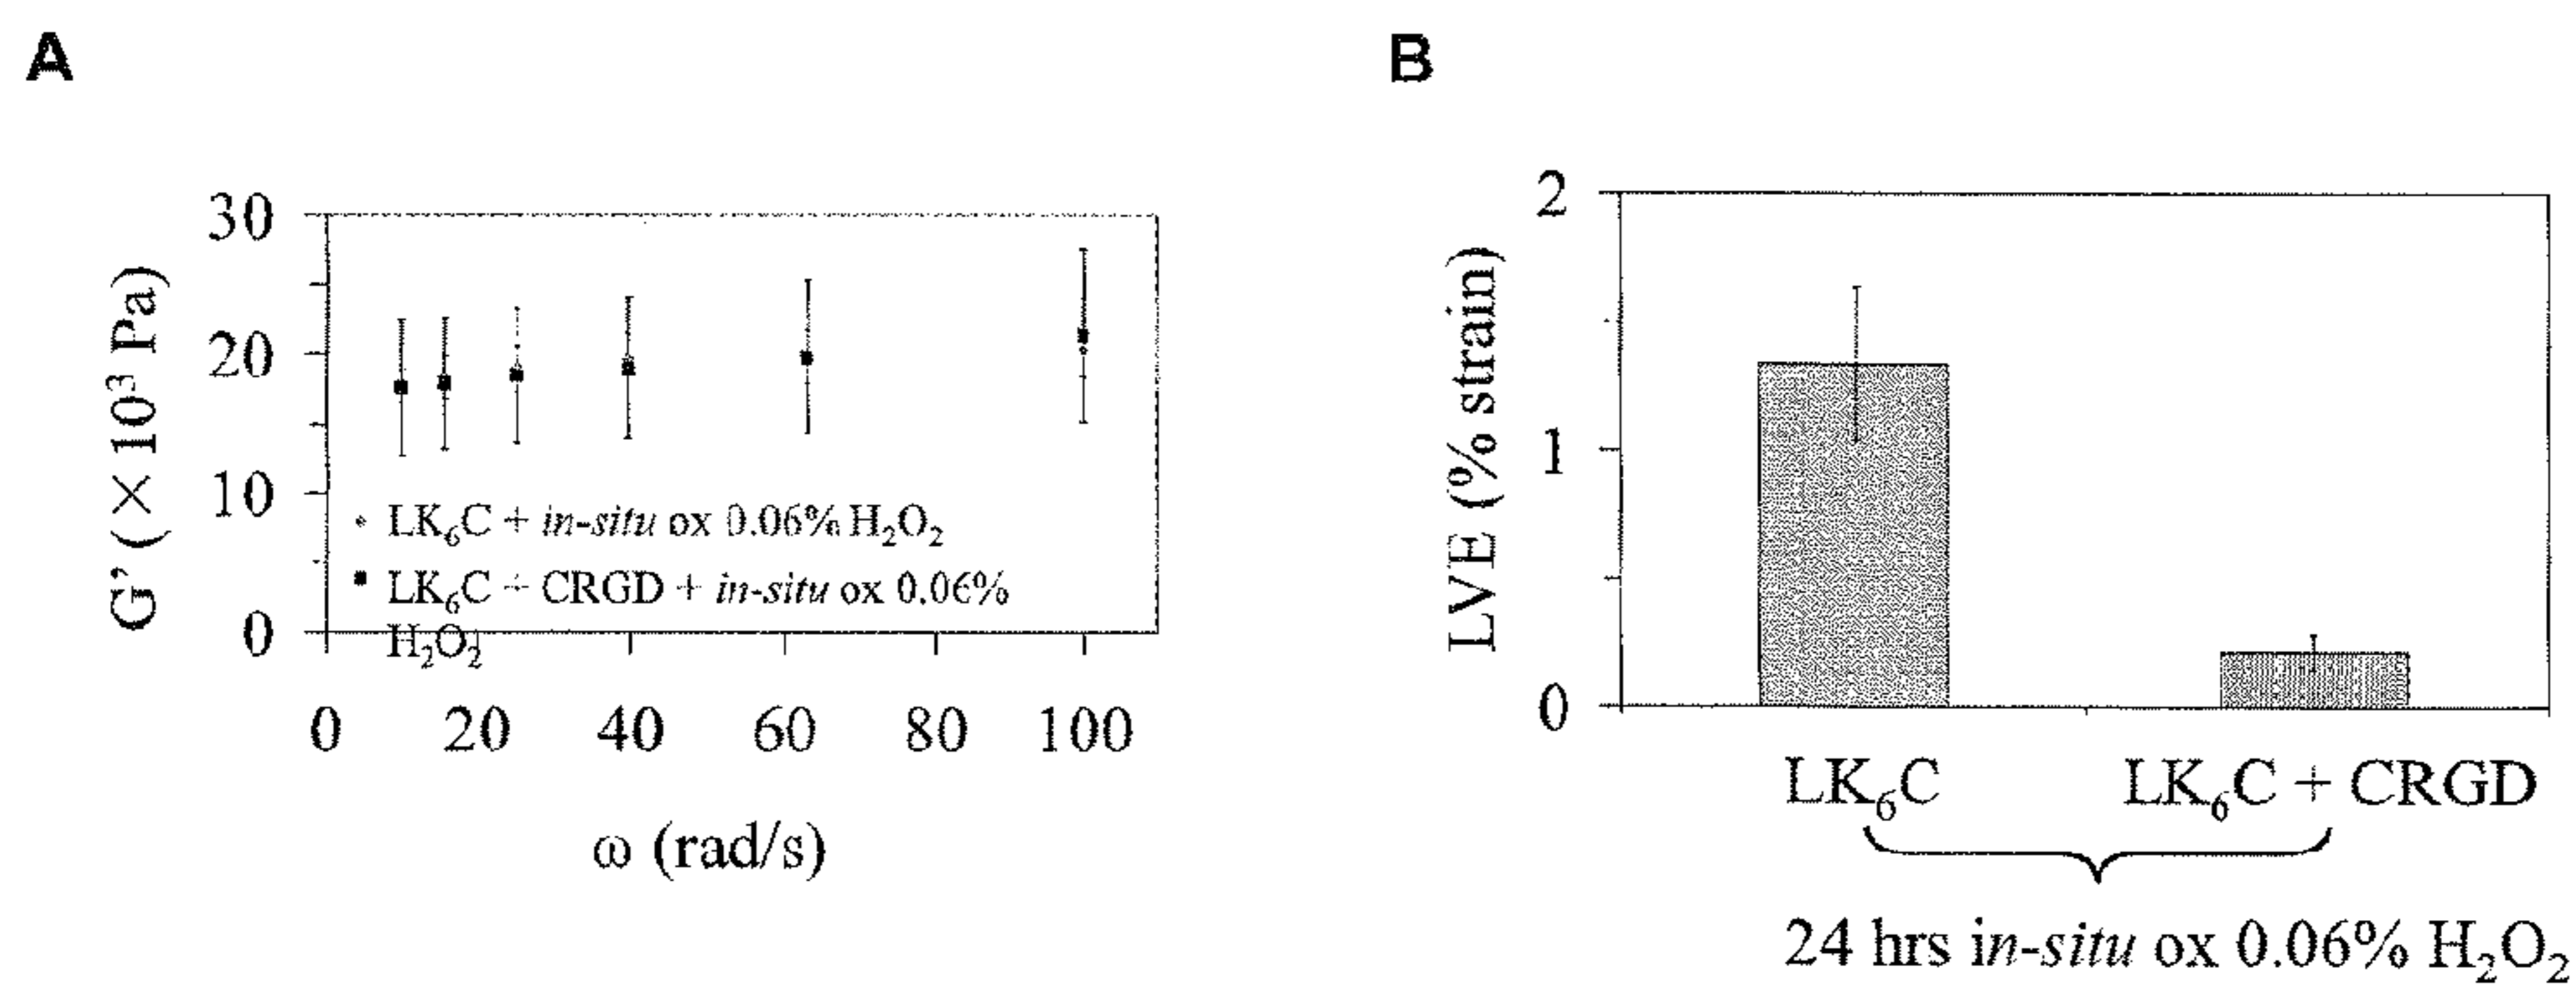 A
B
30
20
10
0
G' (× 10³ Pa)
LK₆C + in-situ ox 0.06% H₂O₂
LK₆C + CRGD + in-situ ox 0.06%
H₂O₂
0 20 40 60 80 100
ω (rad/s)
2
1
0
LVE (% strain)
LK₆C LK₆C + CRGD
24 hrs in-situ ox 0.06% H₂O₂